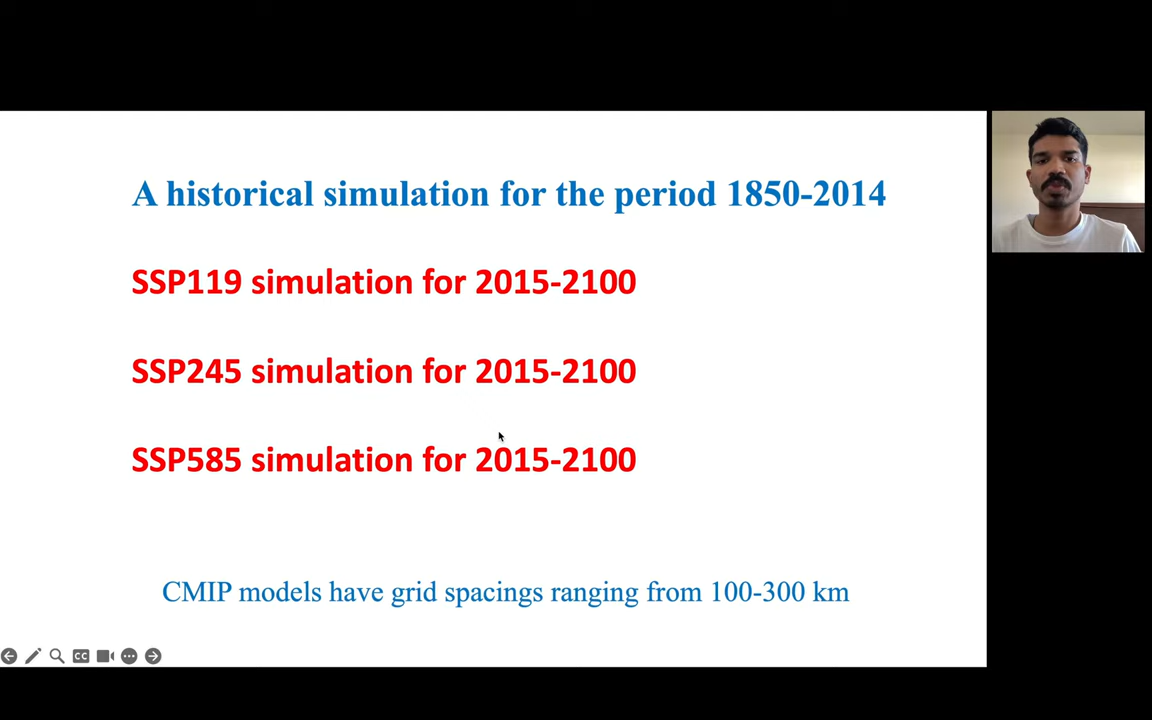 A historical simulation for the period 1850-2014
SSP119 simulation for 2015-2100
SSP245 simulation for 2015-2100
SSP585 simulation for 2015-2100
CMIP models have grid spacings ranging from 100-300 km
CC